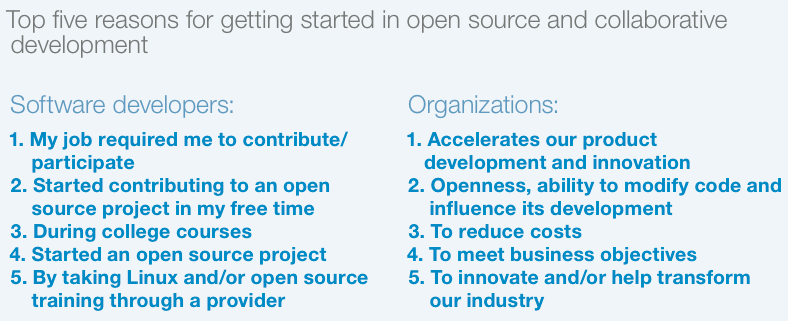 Top five reasons for getting started in open source and collaborative
development
Software developers:
1. My job required me to contribute/
participate
2. Started contributing to an open
source project in my free time
3. During college courses
4. Started an open source project
5. By taking Linux and/or open source
training through a provider
Organizations:
1. Accelerates our product
development and innovation
2. Openness, ability to modify code and
influence its development
3. To reduce costs
4. To meet business objectives
5. To innovate and/or help transform
our industry